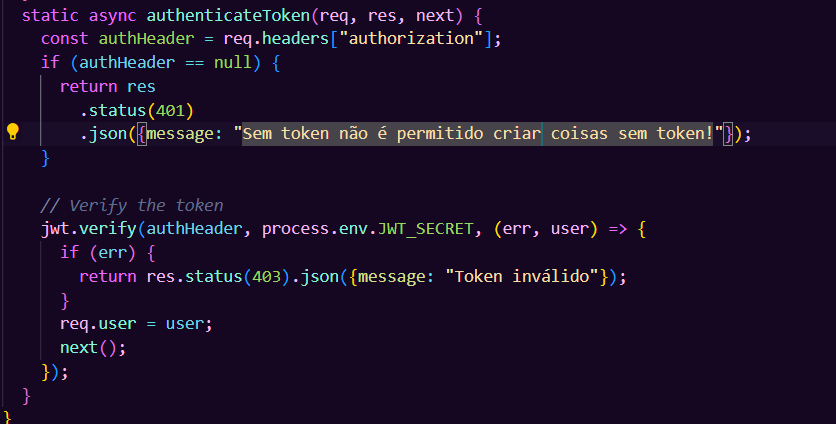 static async authenticateToken(req, res, next) {
const authHeader = req.headers["authorization"];
if (authHeader == null) {
return res
.status(401)
.json({message: "Sem token não é permitido criar coisas sem token!"});
}
// Verify the token
jwt.verify(authHeader, process.env.JWT_SECRET, (err, user) => {
if (err) {
return res.status(403).json({message: "Token inválido"});
}
req.user = user;
next();
});
}
}